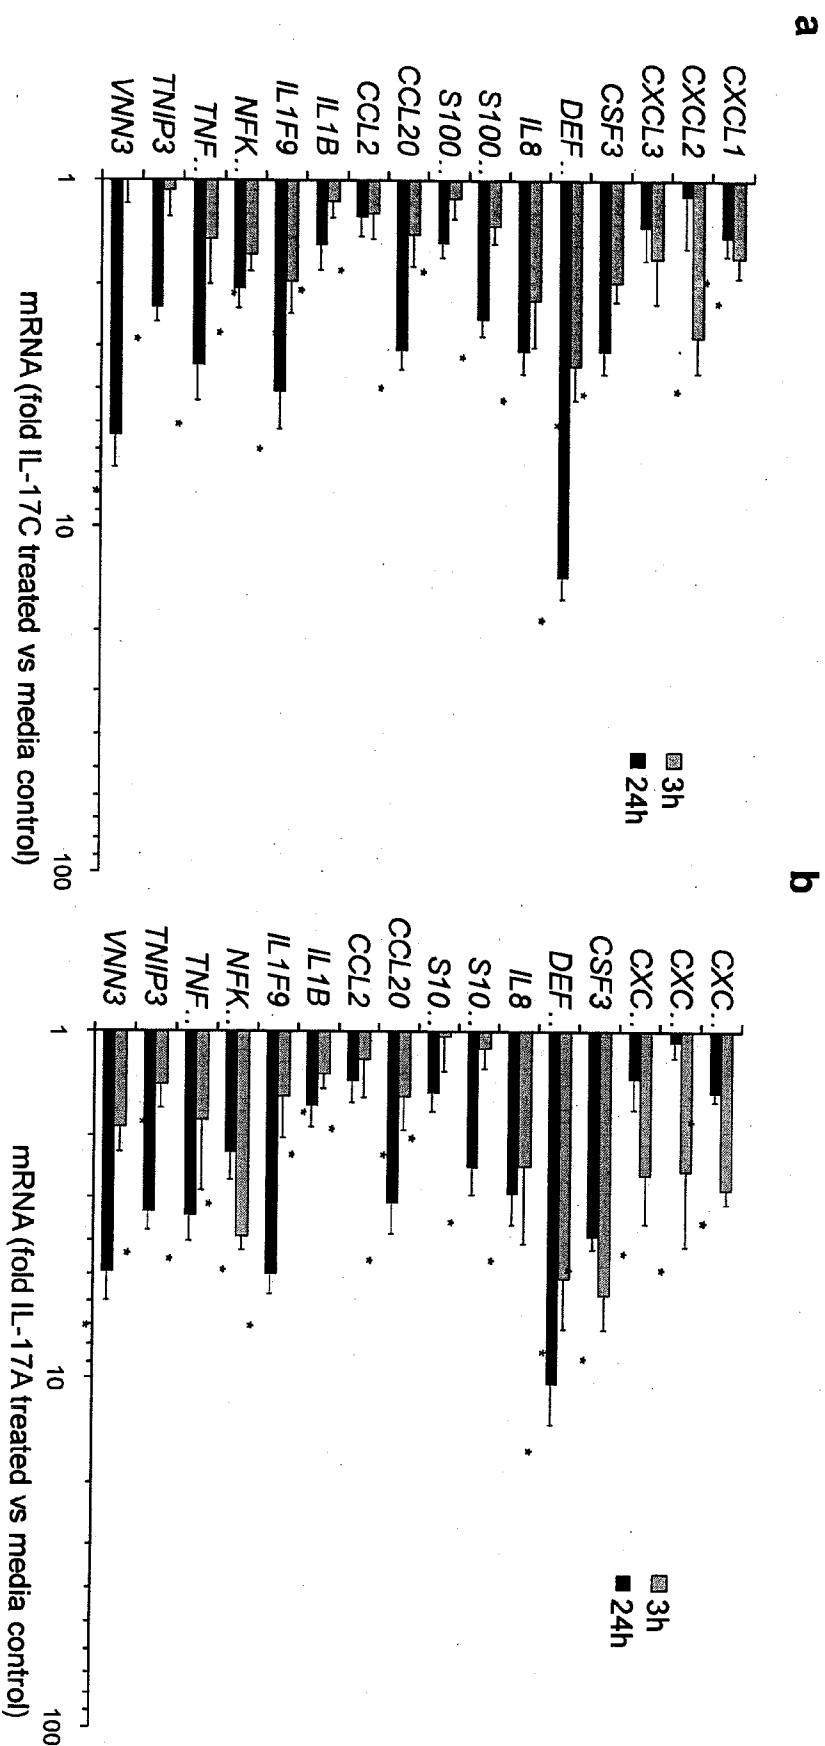 a
CXCL1
CXCL2
CXCL3
CSF3
DEF..
IL8
S100..
S100..
CCL20
CCL2
IL1B
IL1F9
NFK..
TNF..
TNIP3
VNN3
1
10
100
mRNA (fold IL-17C treated vs media control)
3h
24h
b
CXC..
CXC..
CXC..
CSF3
DEF..
IL8
S10..
S10..
CCL20
CCL2
IL1B
IL1F9
NFK..
TNF..
TNIP3
VNN3
1
10
100
mRNA (fold IL-17A treated vs media control)
3h
24h